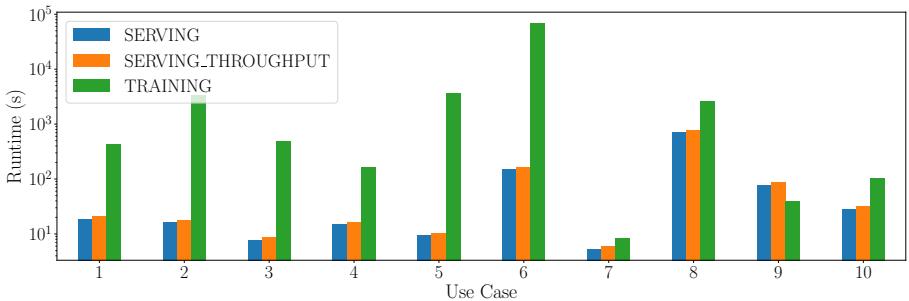 10^5
10^4
10^3
10^2
10^1
Runtime (s)
SERVING
SERVING_THROUGHPUT
TRAINING
1 2 3 4 5 6 7 8 9 10
Use Case